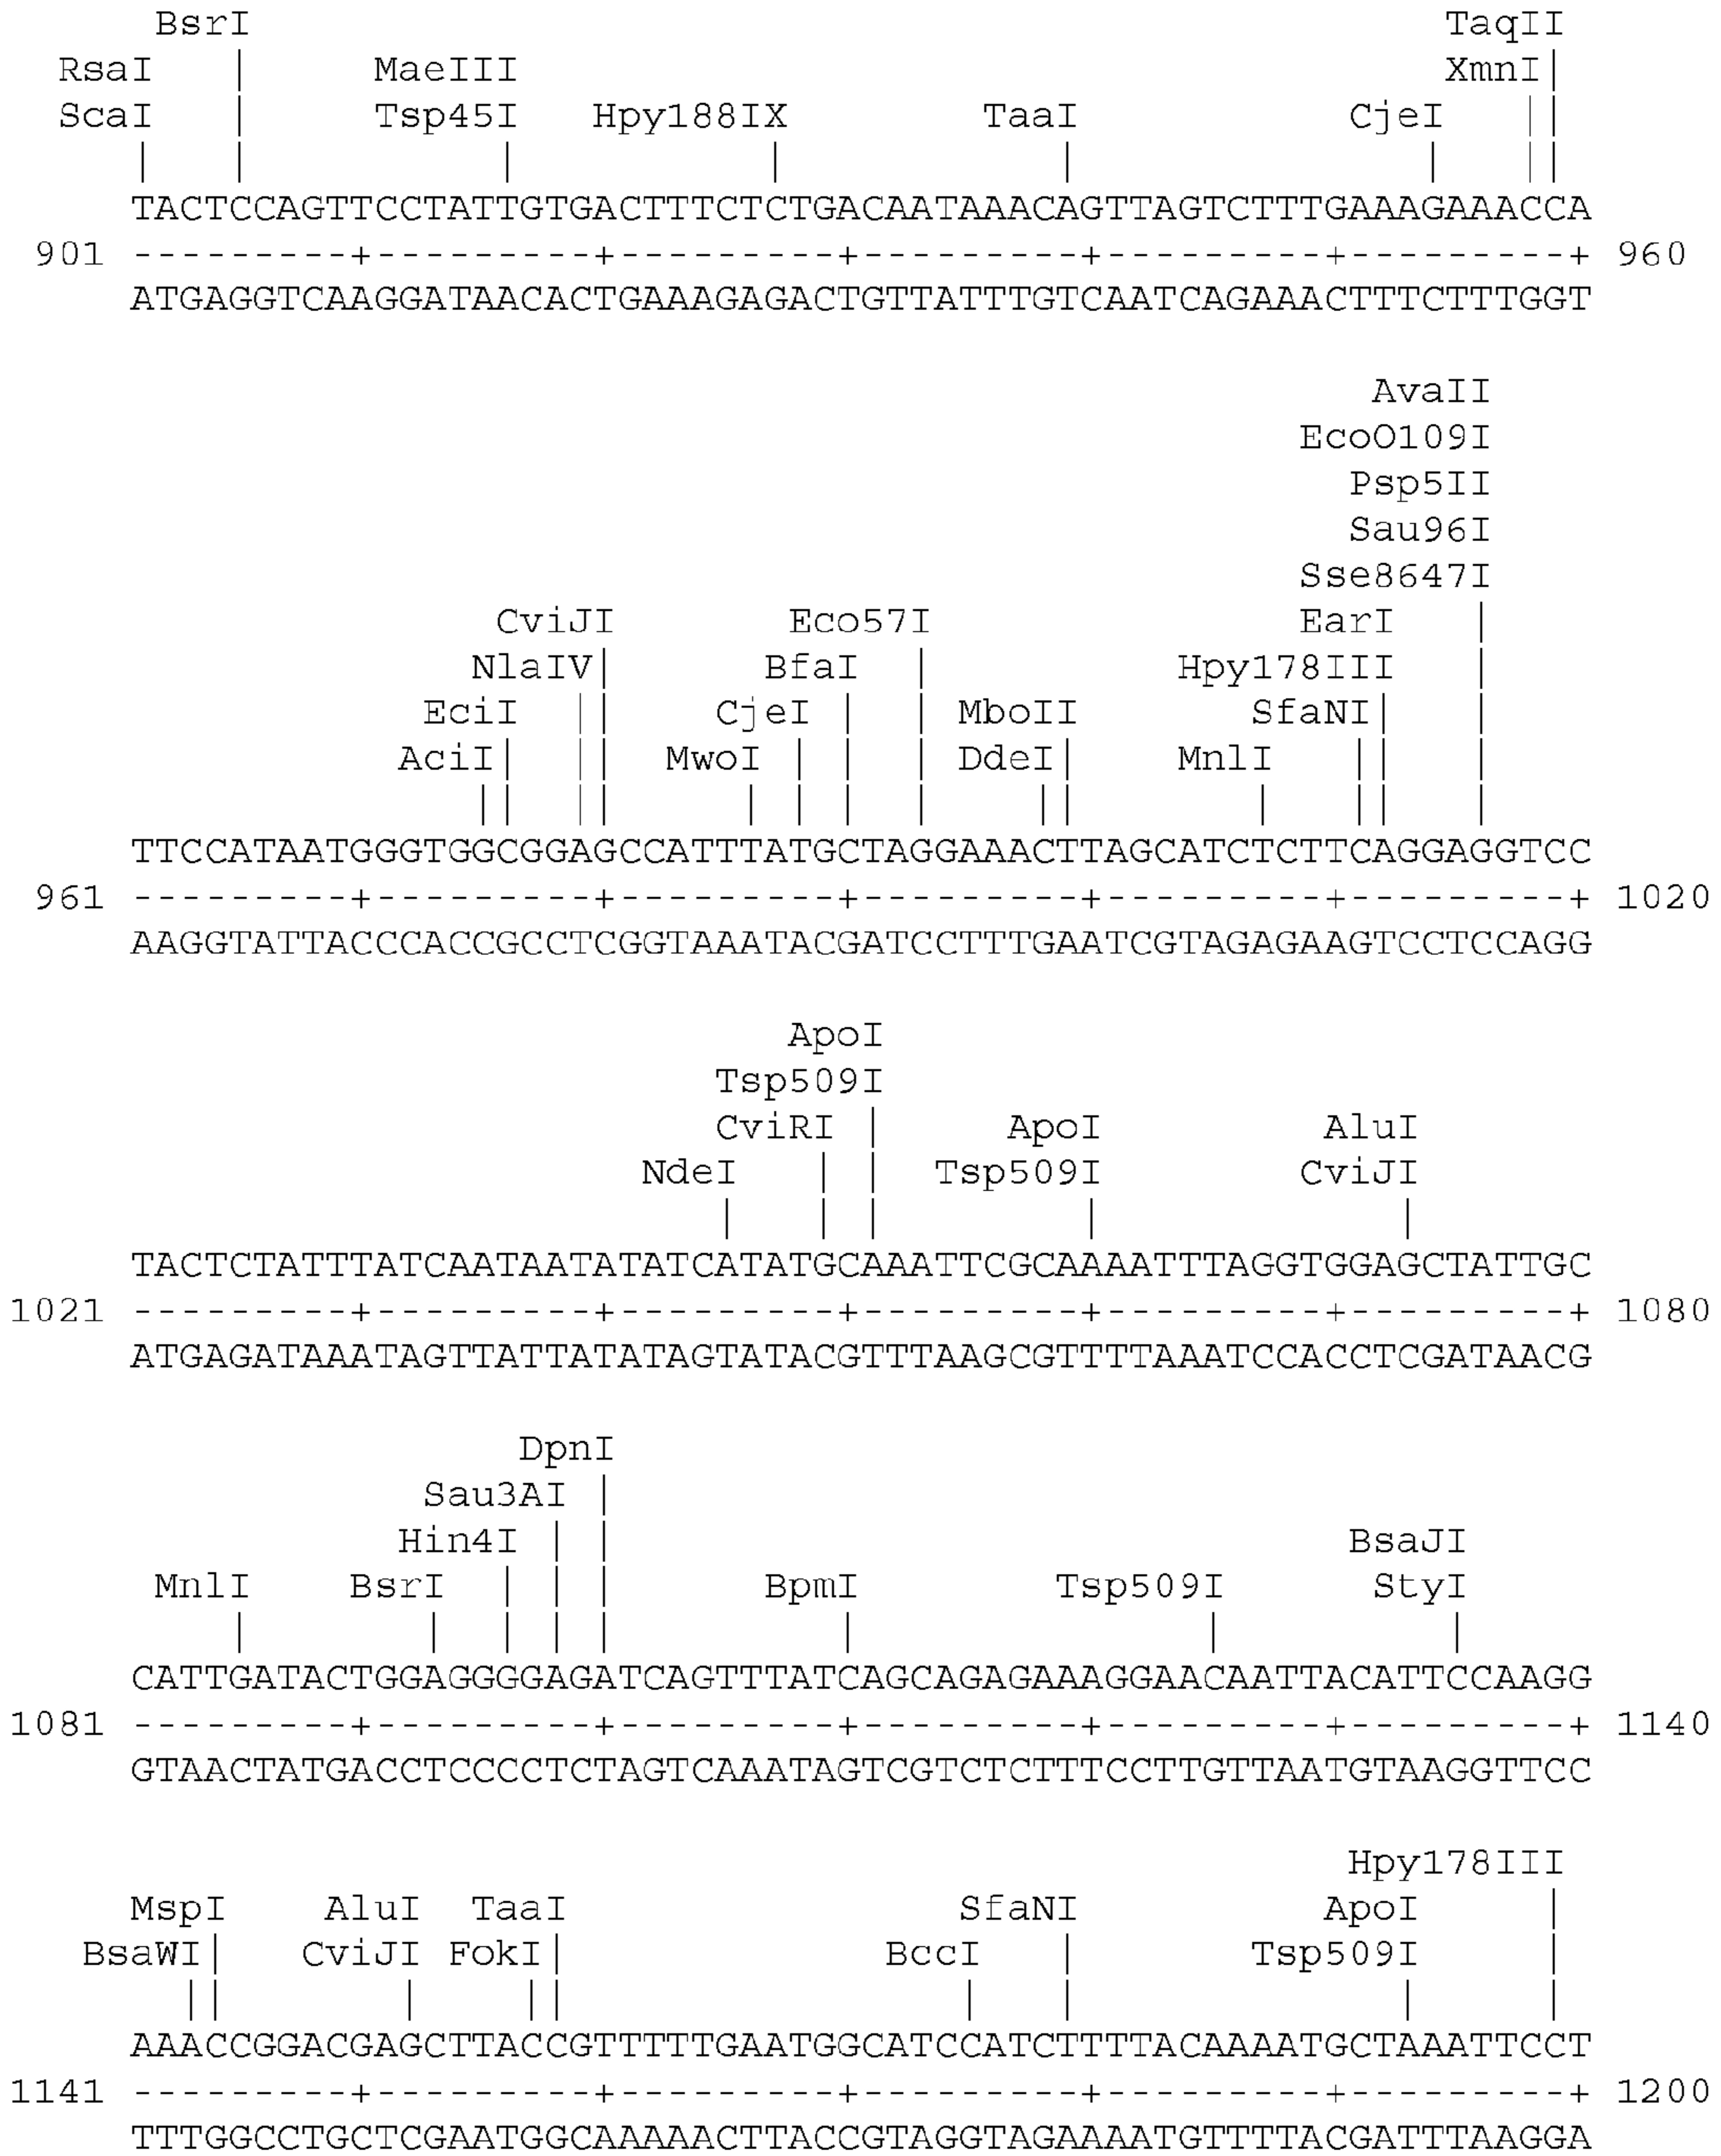 BsrI TaqII
RsaI | MaeIII XmnI|
ScaI | Tsp45I Hpy188IX TaaI CjeI ||
| | | | | | ||
TACTCCAGTTCCTATTGTGACTTTCTCTGACAATAAACAGTTAGTCTTTGAAAGAAACCA
901 ---------+---------+---------+---------+---------+---------+ 960
ATGAGGTCAAGGATAACACTGAAAGAGACTGTTATTTGTCAATCAGAAACTTTCTTTGGT
AvaII
EcoO109I
Psp5II
Sau96I
Sse8647I
CviJI Eco57I EarI |
NlaIV| BfaI | Hpy178III |
EciI || CjeI | | MboII SfaNI| |
AciI| || MwoI | | | DdeI| MnlI || |
|| || | | | | || | || |
TTCCATAATGGGTGGCGGAGCCATTTATGCTAGGAAACTTAGCATCTCTTCAGGAGGTCC
961 ---------+---------+---------+---------+---------+---------+ 1020
AAGGTATTACCCACCGCCTCGGTAAATACGATCCTTTGAATCGTAGAGAAGTCCTCCAGG
ApoI
Tsp509I
CviRI | ApoI AluI
NdeI | | Tsp509I CviJI
| | | | |
TACTCTATTTATCAATAATATATCATATGCAAATTCGCAAAATTTAGGTGGAGCTATTGC
1021 ---------+---------+---------+---------+---------+---------+ 1080
ATGAGATAAATAGTTATTATATAGTATACGTTTAAGCGTTTTAAATCCACCTCGATAACG
DpnI
Sau3AI |
Hin4I | | BsaJI
MnlI BsrI | | | BpmI Tsp509I StyI
| | | | | | | |
CATTGATACTGGAGGGGAGATCAGTTTATCAGCAGAGAAAGGAACAATTACATTCCAAGG
1081 ---------+---------+---------+---------+---------+---------+ 1140
GTAACTATGACCTCCCCTCTAGTCAAATAGTCGTCTCTTTCCTTGTTAATGTAAGGTTCC
Hpy178III
MspI AluI TaaI SfaNI ApoI |
BsaWI| CviJI FokI| BccI | Tsp509I |
|| | || | | | |
AAACCGGACGAGCTTACCGTTTTTGAATGGCATCCATCTTTTACAAAATGCTAAATTCCT
1141 ---------+---------+---------+---------+---------+---------+ 1200
TTTGGCCTGCTCGAATGGCAAAAACTTACCGTAGGTAGAAAATGTTTTACGATTTAAGGA